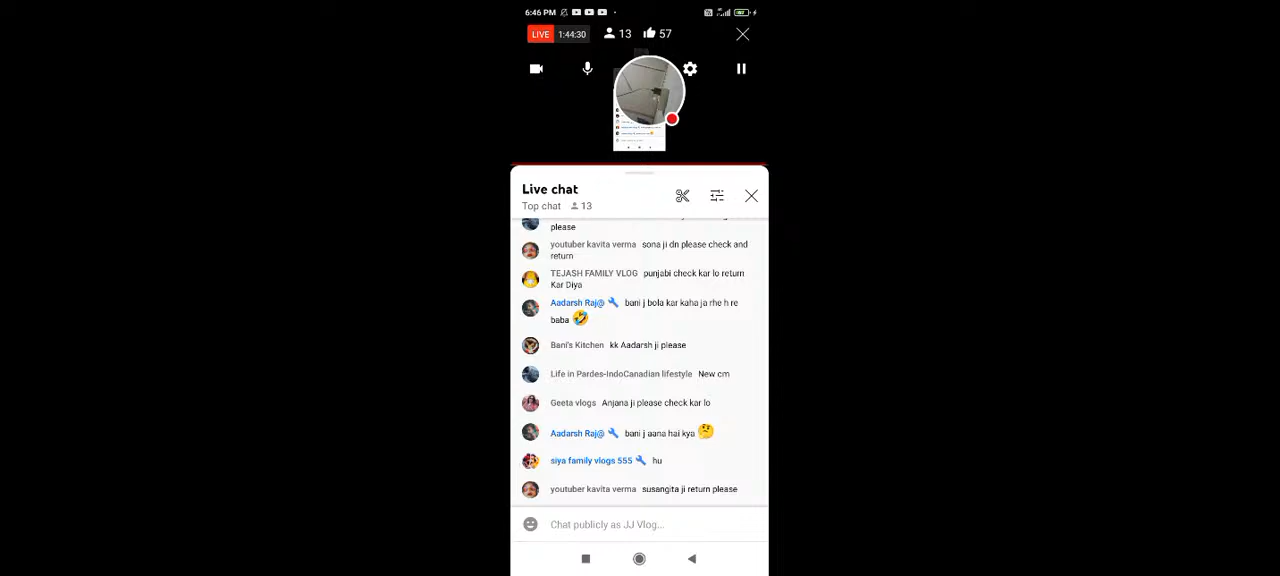 6:46 PM
LIVE 1:44:30 13 57
Live chat
Top chat 13
please
youtuber kavita verma sona ji dn please check and
return
TEJASH FAMILY VLOG punjabi check kar lo return
Kar Diya
Aadarsh Raj@ bani j bola kar kaha ja rhe h re
baba
Bani's Kitchen kk Aadarsh ji please
Life in Pardes-IndoCanadian lifestyle New cm
Geeta vlogs Anjana ji please check kar lo
Aadarsh Raj@ bani j aana hai kya
siya family vlogs 555 hu
youtuber kavita verma susangita ji return please
Chat publicly as JJ Vlog...